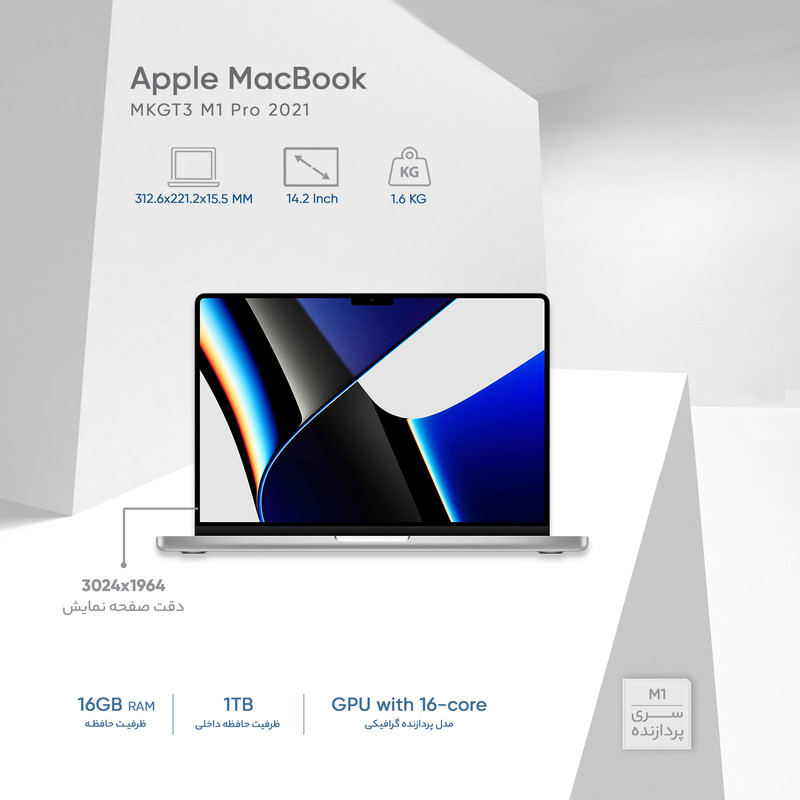 Apple MacBook
MKGT3 M1 Pro 2021
KG
312.6x221.2x15.5 MM
14.2 Inch
1.6 KG
3024x1964
دقت صفحه نمایش
M1
سری
پردازنده
16GB RAM
ظرفیت حافظه
1TB
ظرفیت حافظه داخلی
GPU with 16-core
مدل پردازنده گرافیکی